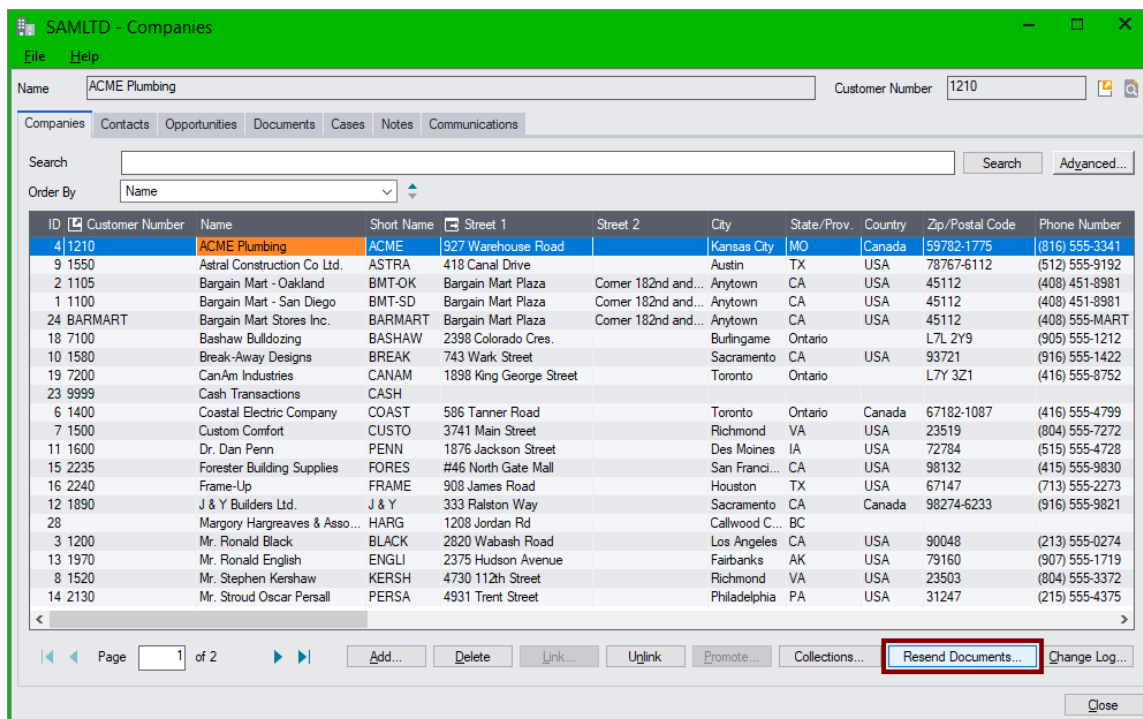 SAMLTD - Companies
File Help
Name ACME Plumbing Customer Number 1210
Companies Contacts Opportunities Documents Cases Notes Communications
Search Search Advanced...
Order By Name
ID Customer Number Name Short Name Street 1 Street 2 City State/Prov. Country Zip/Postal Code Phone Number
4 1210 ACME Plumbing ACME 927 Warehouse Road Kansas City MO Canada 59782-1775 (816) 555-3341
9 1550 Astral Construction Co Ltd. ASTRA 418 Canal Drive Austin TX USA 78767-6112 (512) 555-9192
2 1105 Bargain Mart - Oakland BMT-OK Bargain Mart Plaza Corner 182nd and... Anytown CA USA 45112 (408) 451-8981
1 1100 Bargain Mart - San Diego BMT-SD Bargain Mart Plaza Corner 182nd and... Anytown CA USA 45112 (408) 451-8981
24 BARMART Bargain Mart Stores Inc. BARMART Bargain Mart Plaza Corner 182nd and... Anytown CA USA 45112 (408) 555-MART
18 7100 Bashaw Bulldozing BASHAW 2398 Colorado Cres. Burlingame Ontario L7L 2Y9 (905) 555-1212
10 1580 Break-Away Designs BREAK 743 Wark Street Sacramento CA USA 93721 (916) 555-1422
19 7200 CanAm Industries CANAM 1898 King George Street Toronto Ontario L7Y 3Z1 (416) 555-8752
23 9999 Cash Transactions CASH
6 1400 Coastal Electric Company COAST 586 Tanner Road Toronto Ontario Canada 67182-1087 (416) 555-4799
7 1500 Custom Comfort CUSTO 3741 Main Street Richmond VA USA 23519 (804) 555-7272
11 1600 Dr. Dan Penn PENN 1876 Jackson Street Des Moines IA USA 72784 (515) 555-4728
15 2235 Forester Building Supplies FORES #46 North Gate Mall San Franci... CA USA 98132 (415) 555-9830
16 2240 Frame-Up FRAME 908 James Road Houston TX USA 67147 (713) 555-2273
12 1890 J & Y Builders Ltd. J & Y 333 Ralston Way Sacramento CA Canada 98274-6233 (916) 555-9821
28 Margory Hargreaves & Asso... HARG 1208 Jordan Rd Callwood C... BC
3 1200 Mr. Ronald Black BLACK 2820 Wabash Road Los Angeles CA USA 90048 (213) 555-0274
13 1970 Mr. Ronald English ENGLI 2375 Hudson Avenue Fairbanks AK USA 79160 (907) 555-1719
8 1520 Mr. Stephen Kershaw KERSH 4730 112th Street Richmond VA USA 23503 (804) 555-3372
14 2130 Mr. Stroud Oscar Persall PERSA 4931 Trent Street Philadelphia PA USA 31247 (215) 555-4375
Page 1 of 2 Add... Delete Link... Unlink Promote... Collections... Resend Documents... Change Log...
Close